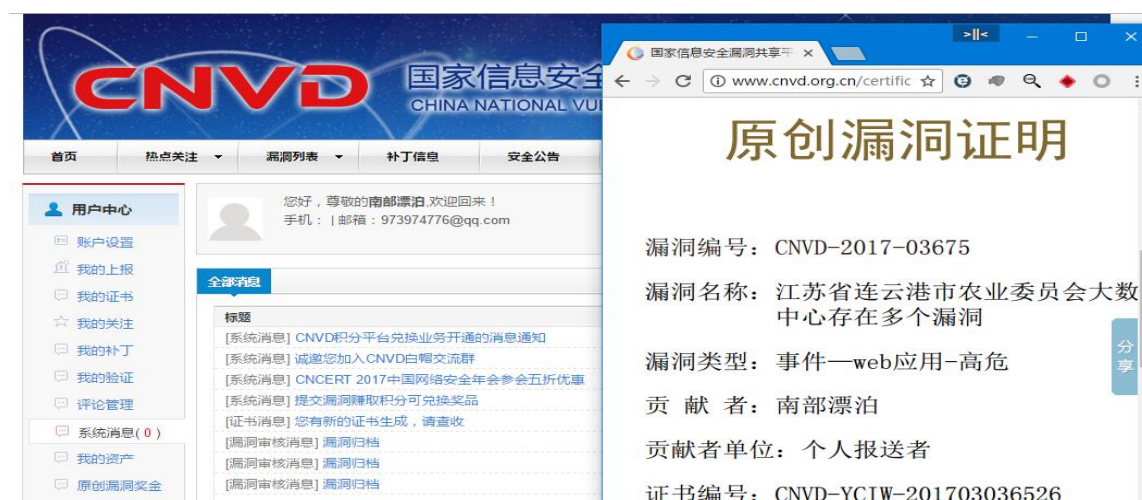 CNVD
国家信息安全
CHINA NATIONAL VUL
首页 热点关注 漏洞列表 补丁信息 安全公告
用户中心
账户设置
我的上报
我的证书
我的关注
我的补丁
我的验证
评论管理
系统消息( 0 )
我的资产
原创漏洞奖金
您好,尊敬的南部漂泊,欢迎回来!
手机: | 邮箱:973974776@qq.com
全部消息
标题
[系统消息] CNVD积分平台兑换业务开通的消息通知
[系统消息] 诚邀您加入CNVD白帽交流群
[系统消息] CNCERT 2017中国网络安全年会参会五折优惠
[系统消息] 提交漏洞赚取积分可兑换奖品
[证书消息] 您有新的证书生成,请查收
[漏洞审核消息] 漏洞归档
[漏洞审核消息] 漏洞归档
[漏洞审核消息] 漏洞归档
国家信息安全漏洞共享平
www.cnvd.org.cn/certific
原创漏洞证明
漏洞编号:CNVD-2017-03675
漏洞名称:江苏省连云港市农业委员会大数
中心存在多个漏洞
漏洞类型:事件—web应用-高危
贡 献 者:南部漂泊
贡献者单位:个人报送者
证书编号:CNVD-YCTW-201703036526
分享